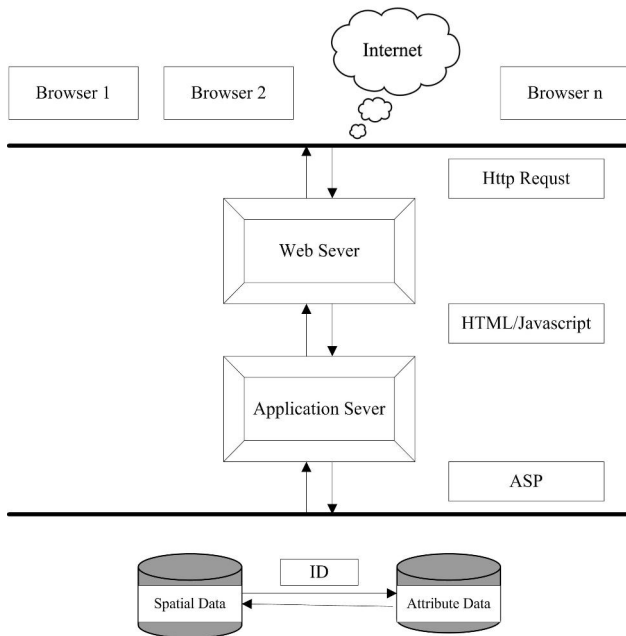 Internet
Browser 1
Browser 2
Browser n
Http Requst
Web Sever
HTML/Javascript
Application Sever
ASP
ID
Spatial Data
Attribute Data